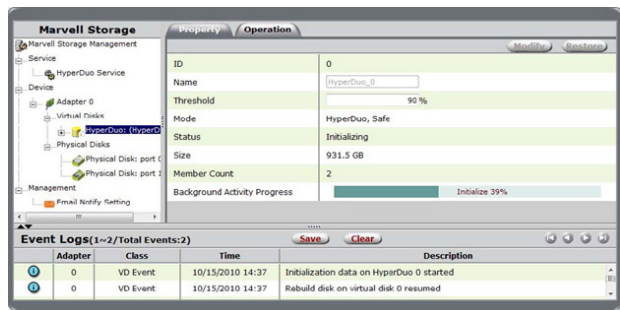 Marvell Storage
Property
Operation
Marvell Storage Management
Service
HyperDuo Service
Device
Adapter 0
Virtual Disks
HyperDuo: (HyperD
Physical Disks
Physical Disk: port 0
Physical Disk: port 1
Management
Email Notify Setting
Modify
Restore
ID 0
Name HyperDuo_0
Threshold 90 %
Mode HyperDuo, Safe
Status Initializing
Size 931.5 GB
Member Count 2
Background Activity Progress Initialize 39%
Event Logs(1~2/Total Events:2)
Save
Clear
Adapter Class Time Description
0 VD Event 10/15/2010 14:37 Initialization data on HyperDuo 0 started
0 VD Event 10/15/2010 14:37 Rebuild disk on virtual disk 0 resumed